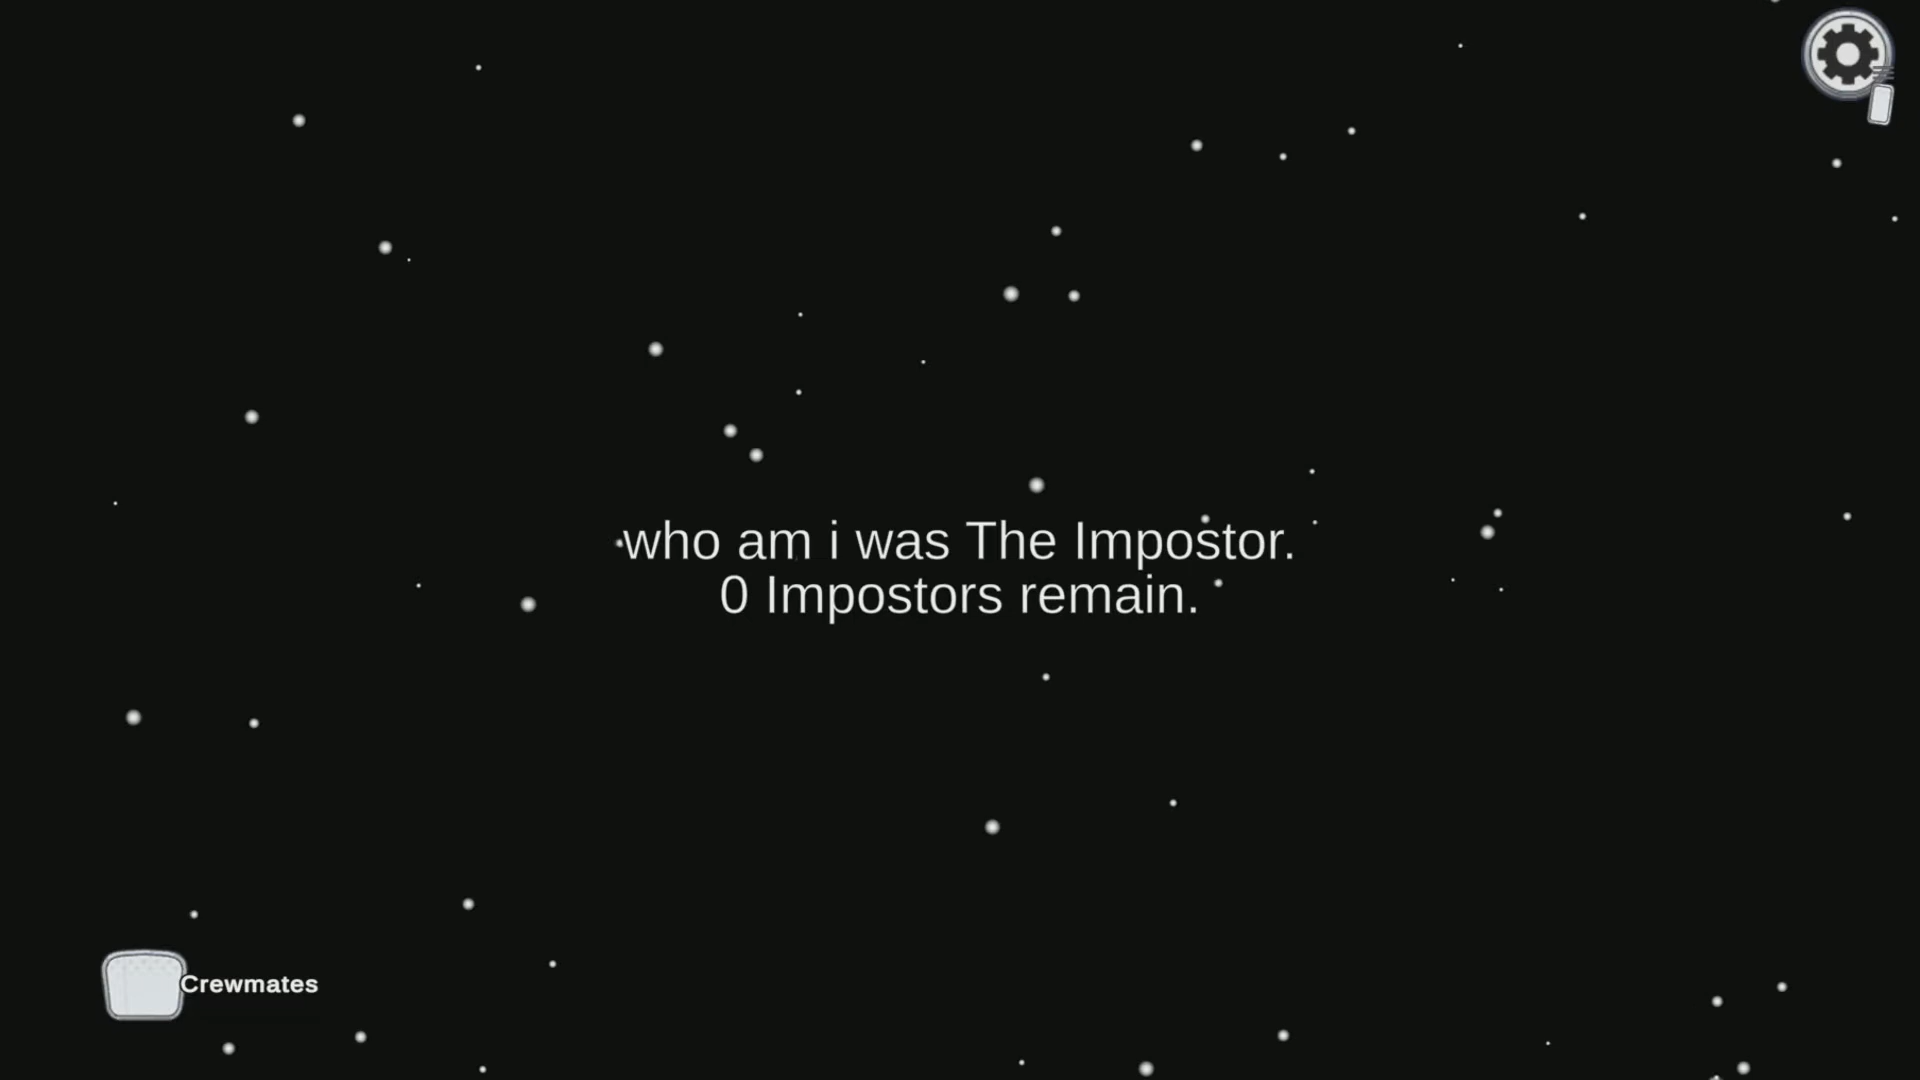 who am i was The Impostor.
0 Impostors remain.
Crewmates